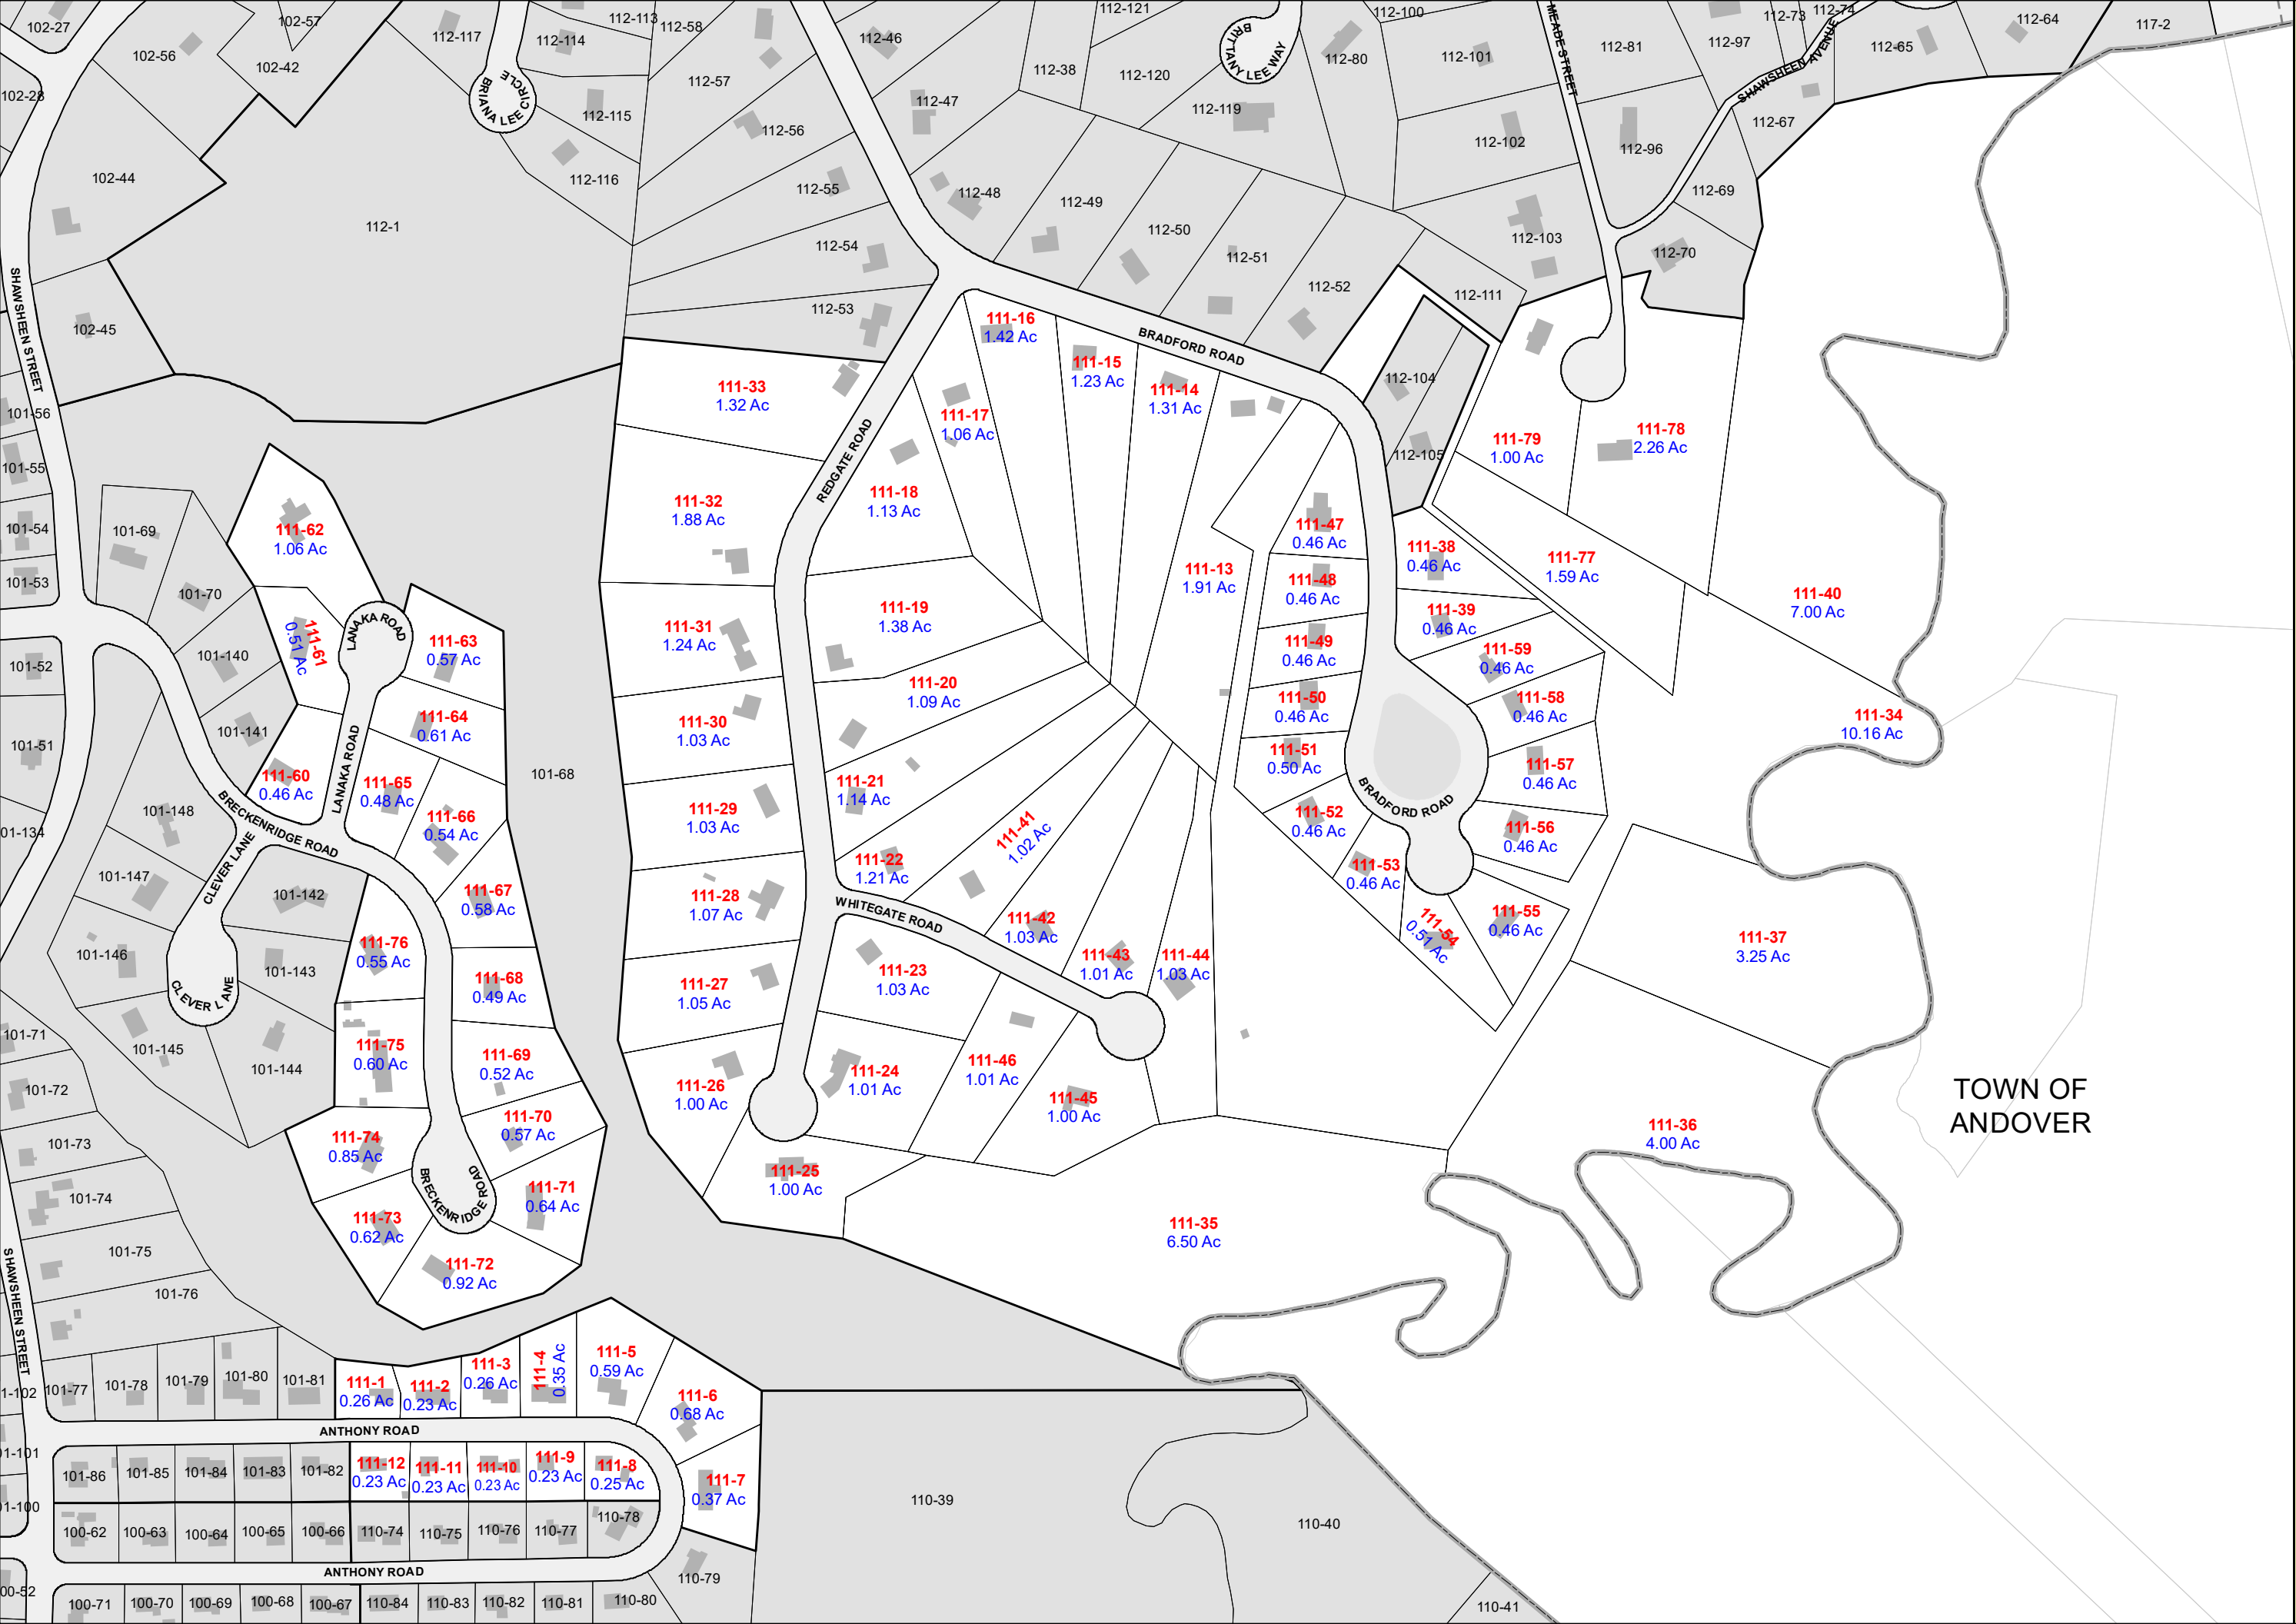 102-27
102-57
112-117
112-113
112-58
112-114
112-46
112-121
112-100
112-73
112-74
112-64
117-2
102-56
102-42
BRIANA LEE CIRCLE
112-57
112-38
112-120
BRITTANY LEE WAY
112-80
112-101
MEADE STREET
112-81
112-97
SHAWSHEEN AVENUE
112-65
102-28
112-115
112-47
112-119
112-56
112-102
112-96
112-67
102-44
112-116
112-55
112-48
112-49
112-69
112-1
112-54
112-50
112-51
112-103
112-70
102-45
112-53
112-52
112-111
SHAWSHEEN STREET
111-16
1.42 Ac
BRADFORD ROAD
111-15
1.23 Ac
111-14
1.31 Ac
112-104
111-33
1.32 Ac
111-17
1.06 Ac
101-56
REDGATE ROAD
112-105
111-79
1.00 Ac
111-78
2.26 Ac
101-55
111-32
1.88 Ac
111-18
1.13 Ac
101-54
101-69
111-62
1.06 Ac
111-47
0.46 Ac
111-38
0.46 Ac
111-77
1.59 Ac
101-53
101-70
111-13
1.91 Ac
111-48
0.46 Ac
111-40
7.00 Ac
111-61
0.51 Ac
LANAKA ROAD
111-63
0.57 Ac
111-31
1.24 Ac
111-19
1.38 Ac
111-39
0.46 Ac
111-49
0.46 Ac
111-59
0.46 Ac
101-52
101-140
111-20
1.09 Ac
111-50
0.46 Ac
111-58
0.46 Ac
111-34
10.16 Ac
101-51
101-141
111-64
0.61 Ac
111-30
1.03 Ac
111-60
0.46 Ac
LANAKA ROAD
111-65
0.48 Ac
101-68
111-21
1.14 Ac
111-51
0.50 Ac
111-57
0.46 Ac
BRADFORD ROAD
101-148
BRECKENRIDGE ROAD
111-66
0.54 Ac
111-29
1.03 Ac
111-41
1.02 Ac
111-52
0.46 Ac
111-56
0.46 Ac
01-134
CLEVER LANE
101-147
101-142
111-67
0.58 Ac
111-28
1.07 Ac
111-22
1.21 Ac
111-53
0.46 Ac
WHITEGATE ROAD
111-42
1.03 Ac
111-54
0.51 Ac
111-55
0.46 Ac
101-146
101-143
111-76
0.55 Ac
111-43
1.01 Ac
111-44
1.03 Ac
111-37
3.25 Ac
CLEVER LANE
111-68
0.49 Ac
111-27
1.05 Ac
111-23
1.03 Ac
101-71
101-145
101-144
111-75
0.60 Ac
111-69
0.52 Ac
111-26
1.00 Ac
111-24
1.01 Ac
111-46
1.01 Ac
111-45
1.00 Ac
TOWN OF
ANDOVER
101-72
111-70
0.57 Ac
111-36
4.00 Ac
101-73
111-74
0.85 Ac
BRECKENRIDGE ROAD
111-25
1.00 Ac
101-74
111-73
0.62 Ac
111-71
0.64 Ac
111-35
6.50 Ac
101-75
SHAWSHEEN STREET
111-72
0.92 Ac
101-76
1-102
101-77
101-78
101-79
101-80
101-81
111-1
0.26 Ac
111-2
0.23 Ac
111-3
0.26 Ac
111-4
0.35 Ac
111-5
0.59 Ac
111-6
0.68 Ac
ANTHONY ROAD
01-101
101-86
101-85
101-84
101-83
101-82
111-12
0.23 Ac
111-11
0.23 Ac
111-10
0.23 Ac
111-9
0.23 Ac
111-8
0.25 Ac
111-7
0.37 Ac
01-100
100-62
100-63
100-64
100-65
100-66
110-74
110-75
110-76
110-77
110-78
110-39
110-40
ANTHONY ROAD
00-52
100-71
100-70
100-69
100-68
100-67
110-84
110-83
110-82
110-81
110-80
110-79
110-41